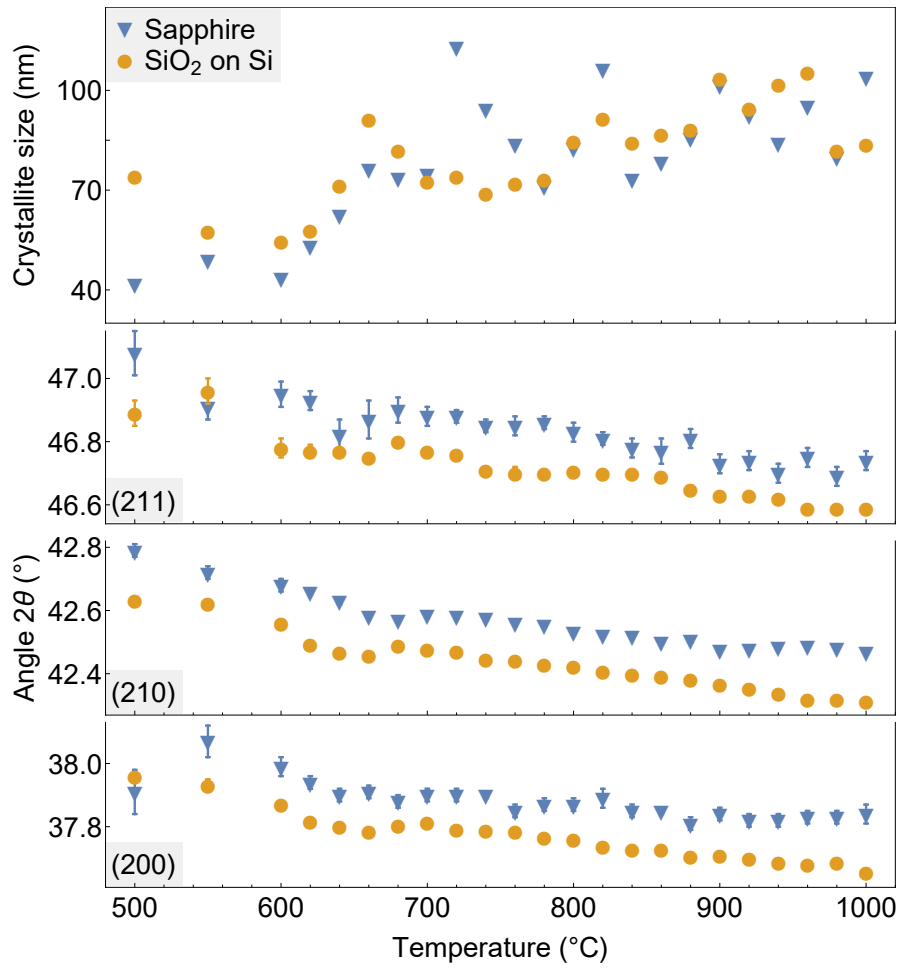 Sapphire
SiO₂ on Si
Crystallite size (nm)
100
70
40
47.0
46.8
46.6
(211)
Angle 2θ (°)
42.8
42.6
42.4
(210)
38.0
37.8
(200)
500 600 700 800 900 1000
Temperature (°C)